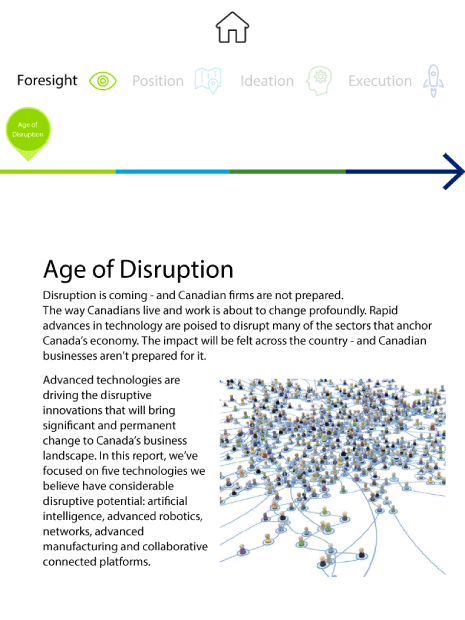 Foresight Position Ideation Execution
Age of
Disruption
Age of Disruption
Disruption is coming - and Canadian firms are not prepared.
The way Canadians live and work is about to change profoundly. Rapid
advances in technology are poised to disrupt many of the sectors that anchor
Canada's economy. The impact will be felt across the country - and Canadian
businesses aren't prepared for it.
Advanced technologies are
driving the disruptive
innovations that will bring
significant and permanent
change to Canada's business
landscape. In this report, we've
focused on five technologies we
believe have considerable
disruptive potential: artificial
intelligence, advanced robotics,
networks, advanced
manufacturing and collaborative
connected platforms.